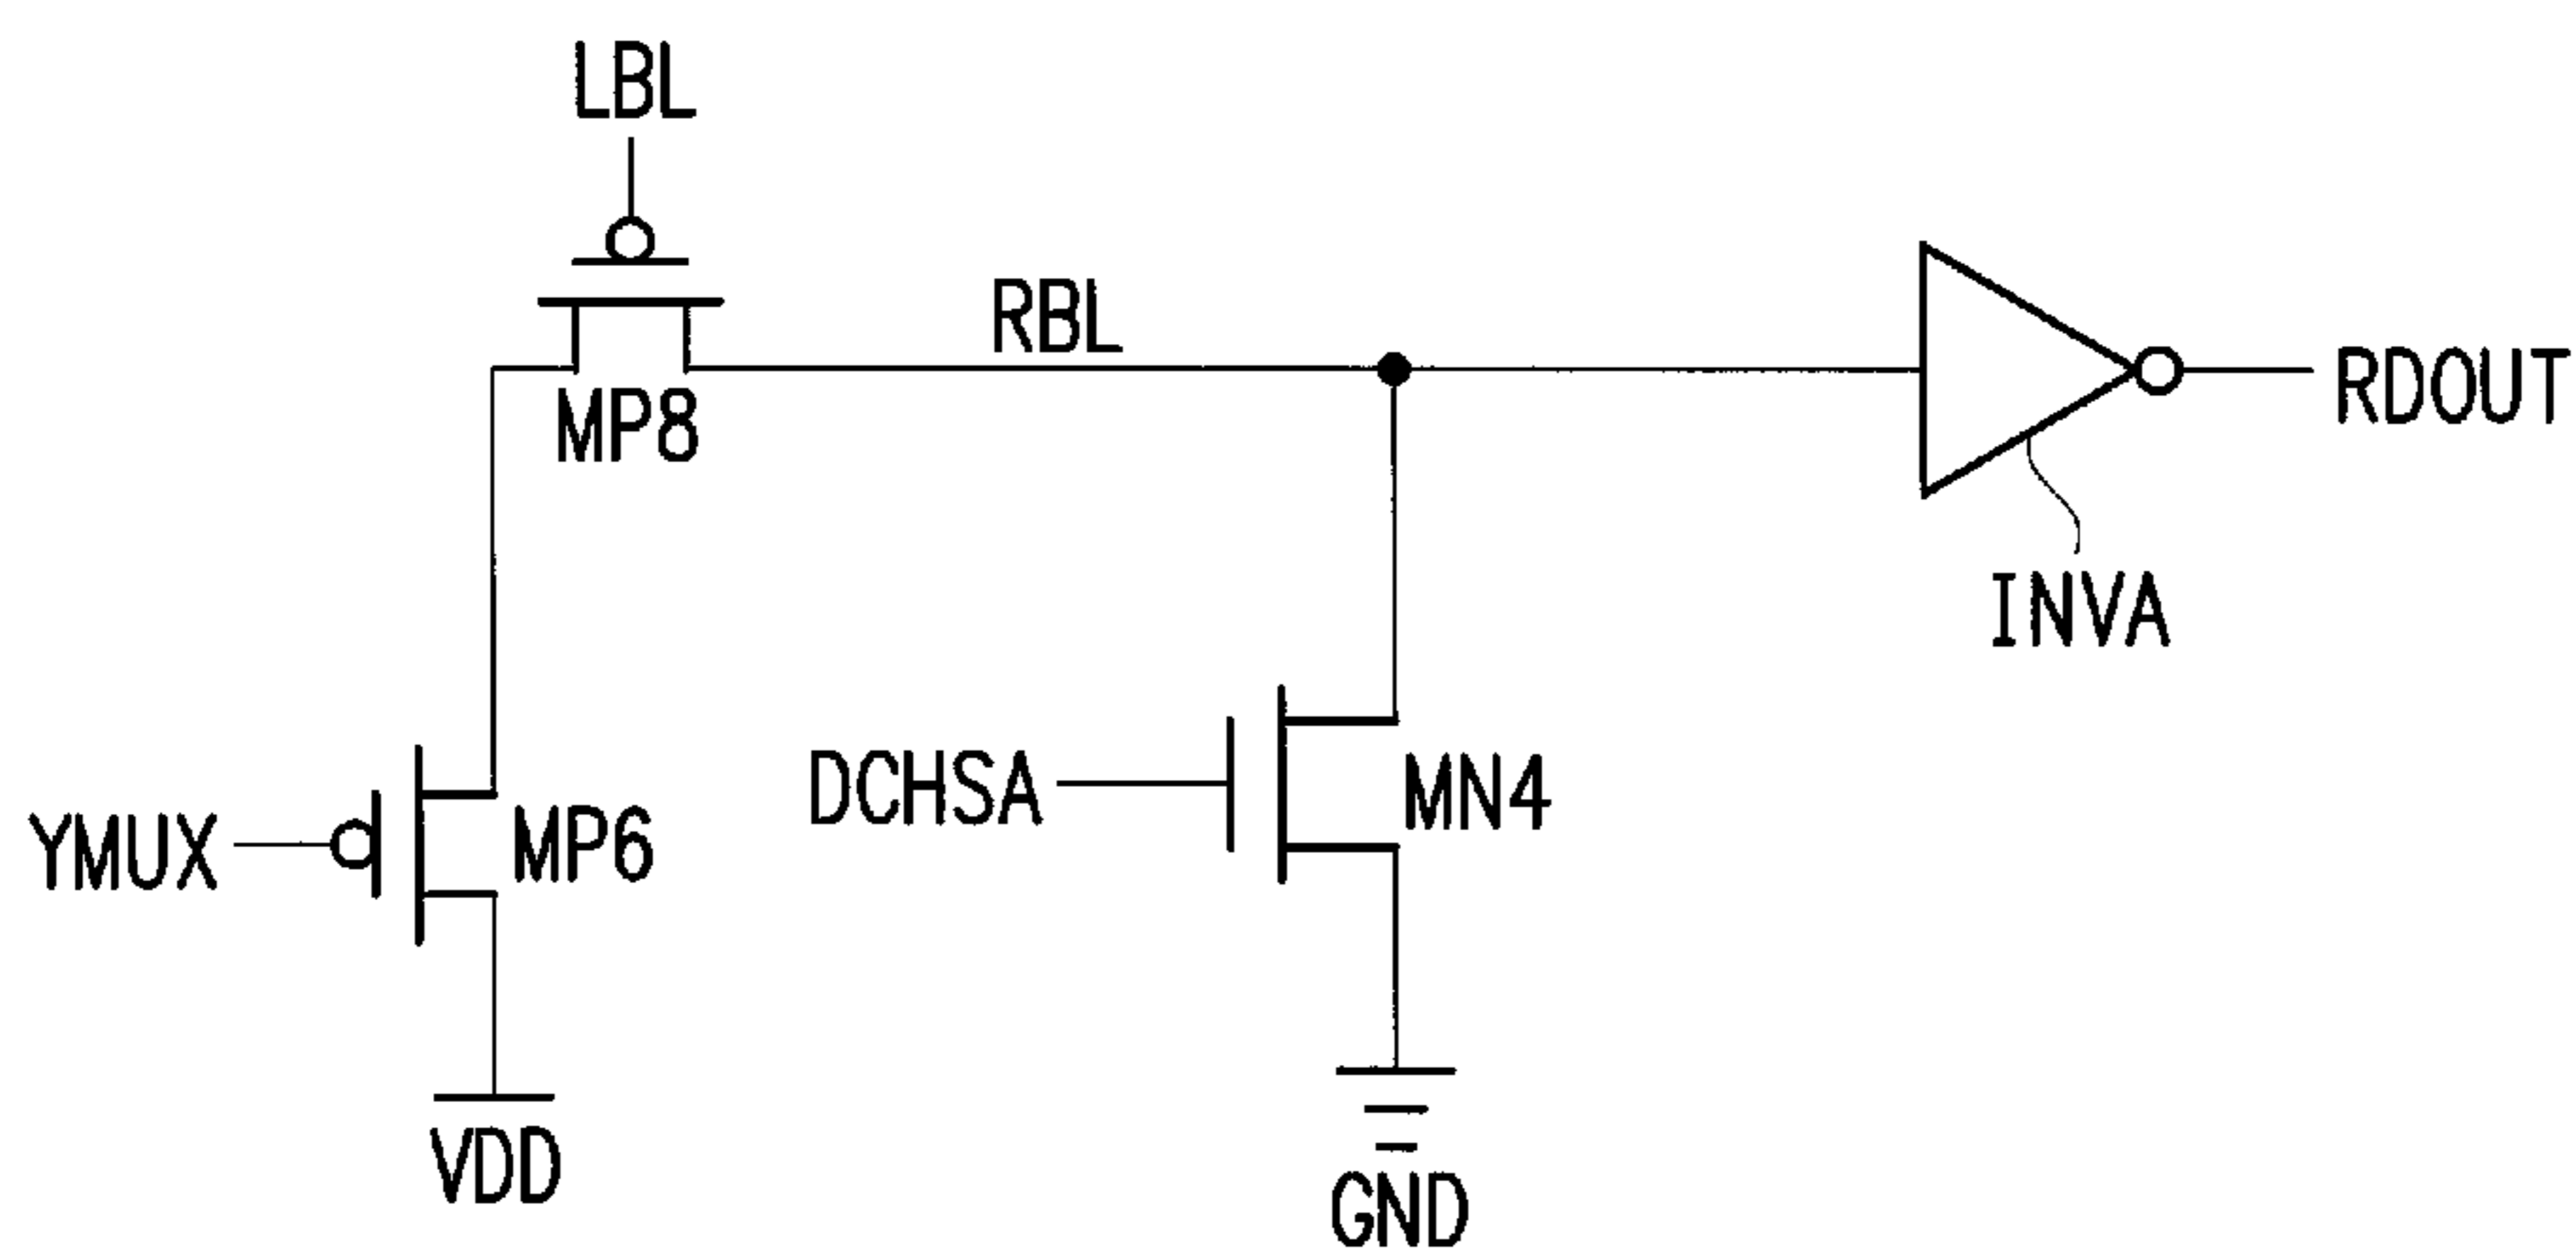 LBL
RBL
RDOUT
MP8
INVA
YMUX
MP6
DCHSA
MN4
VDD
GND